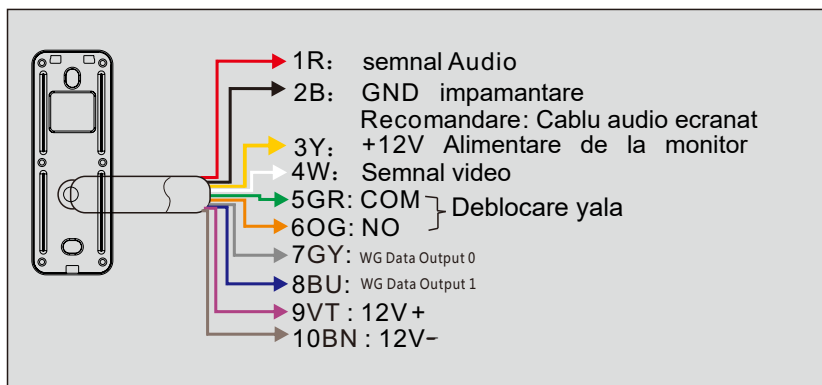 1R： semnal Audio
2B： GND impamantare
Recomandare: Cablu audio ecranat
3Y： +12V Alimentare de la monitor
4W： Semnal video
5GR: COM
Deblocare yala
6OG: NO
7GY: WG Data Output 0
8BU: WG Data Output 1
9VT : 12V+
10BN : 12V-